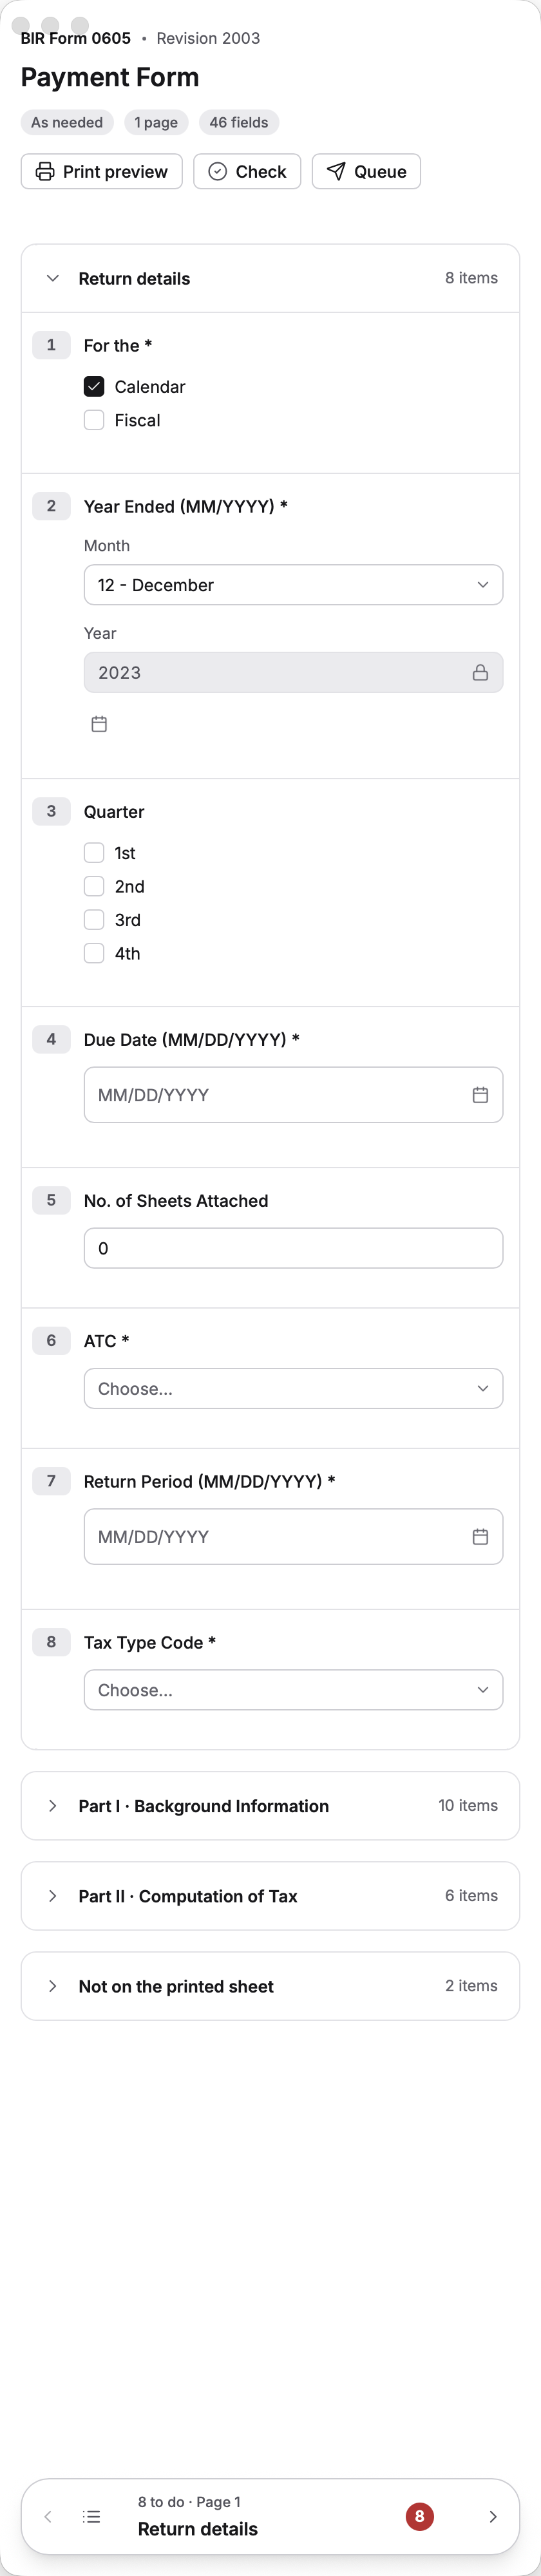 BIR Form 0605 • Revision 2003
Payment Form
As needed 1 page 46 fields
Print preview Check Queue
Return details 8 items
1 For the *
Calendar
Fiscal
2 Year Ended (MM/YYYY) *
Month
12 - December
Year
2023
3 Quarter
1st
2nd
3rd
4th
4 Due Date (MM/DD/YYYY) *
MM/DD/YYYY
5 No. of Sheets Attached
0
6 ATC *
Choose...
7 Return Period (MM/DD/YYYY) *
MM/DD/YYYY
8 Tax Type Code *
Choose...
Part I · Background Information 10 items
Part II · Computation of Tax 6 items
Not on the printed sheet 2 items
8 to do · Page 1
Return details 8